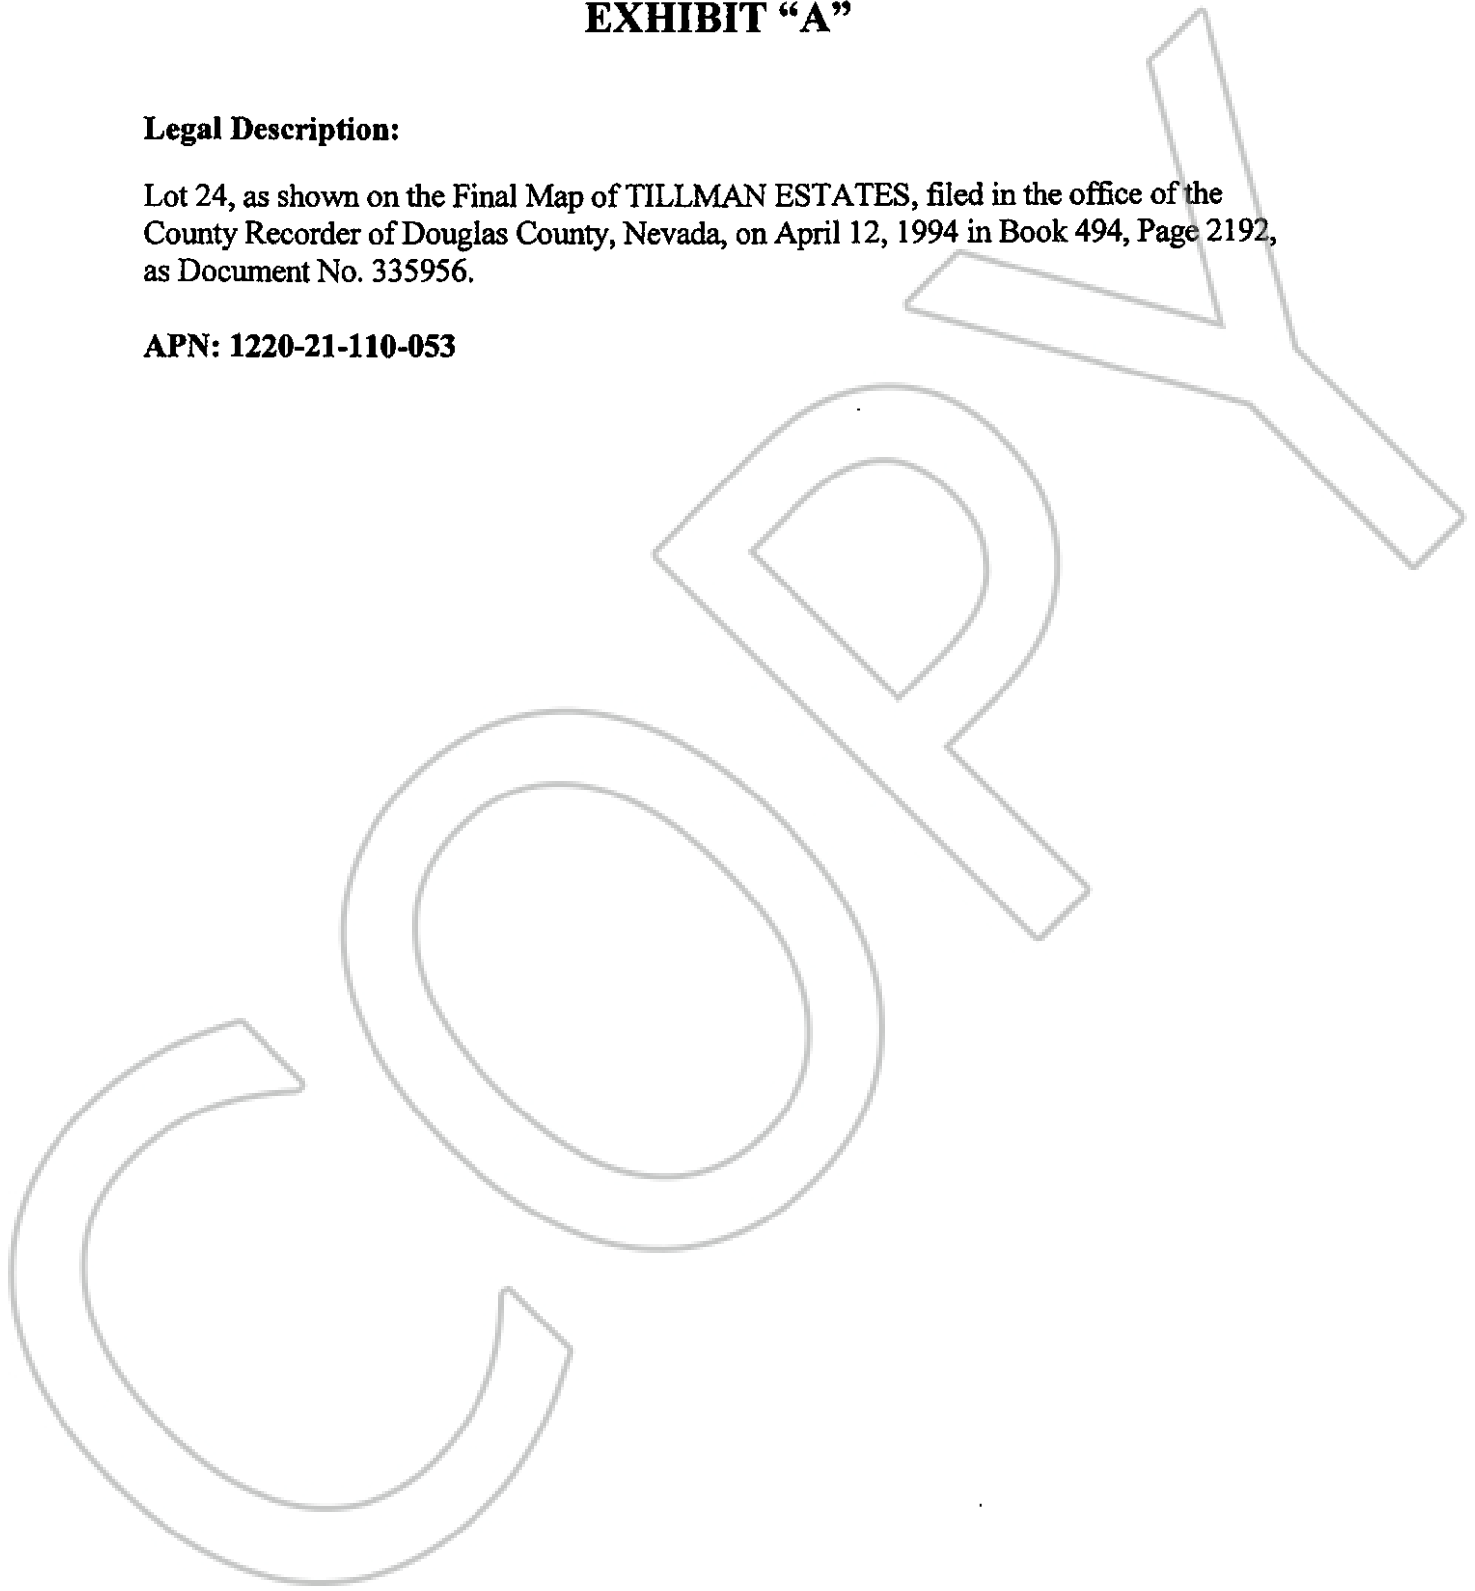 EXHIBIT “A”
Legal Description:
Lot 24, as shown on the Final Map of TILLMAN ESTATES, filed in the office of the
County Recorder of Douglas County, Nevada, on April 12, 1994 in Book 494, Page 2192,
as Document No. 335956.
APN: 1220-21-110-053
COPY